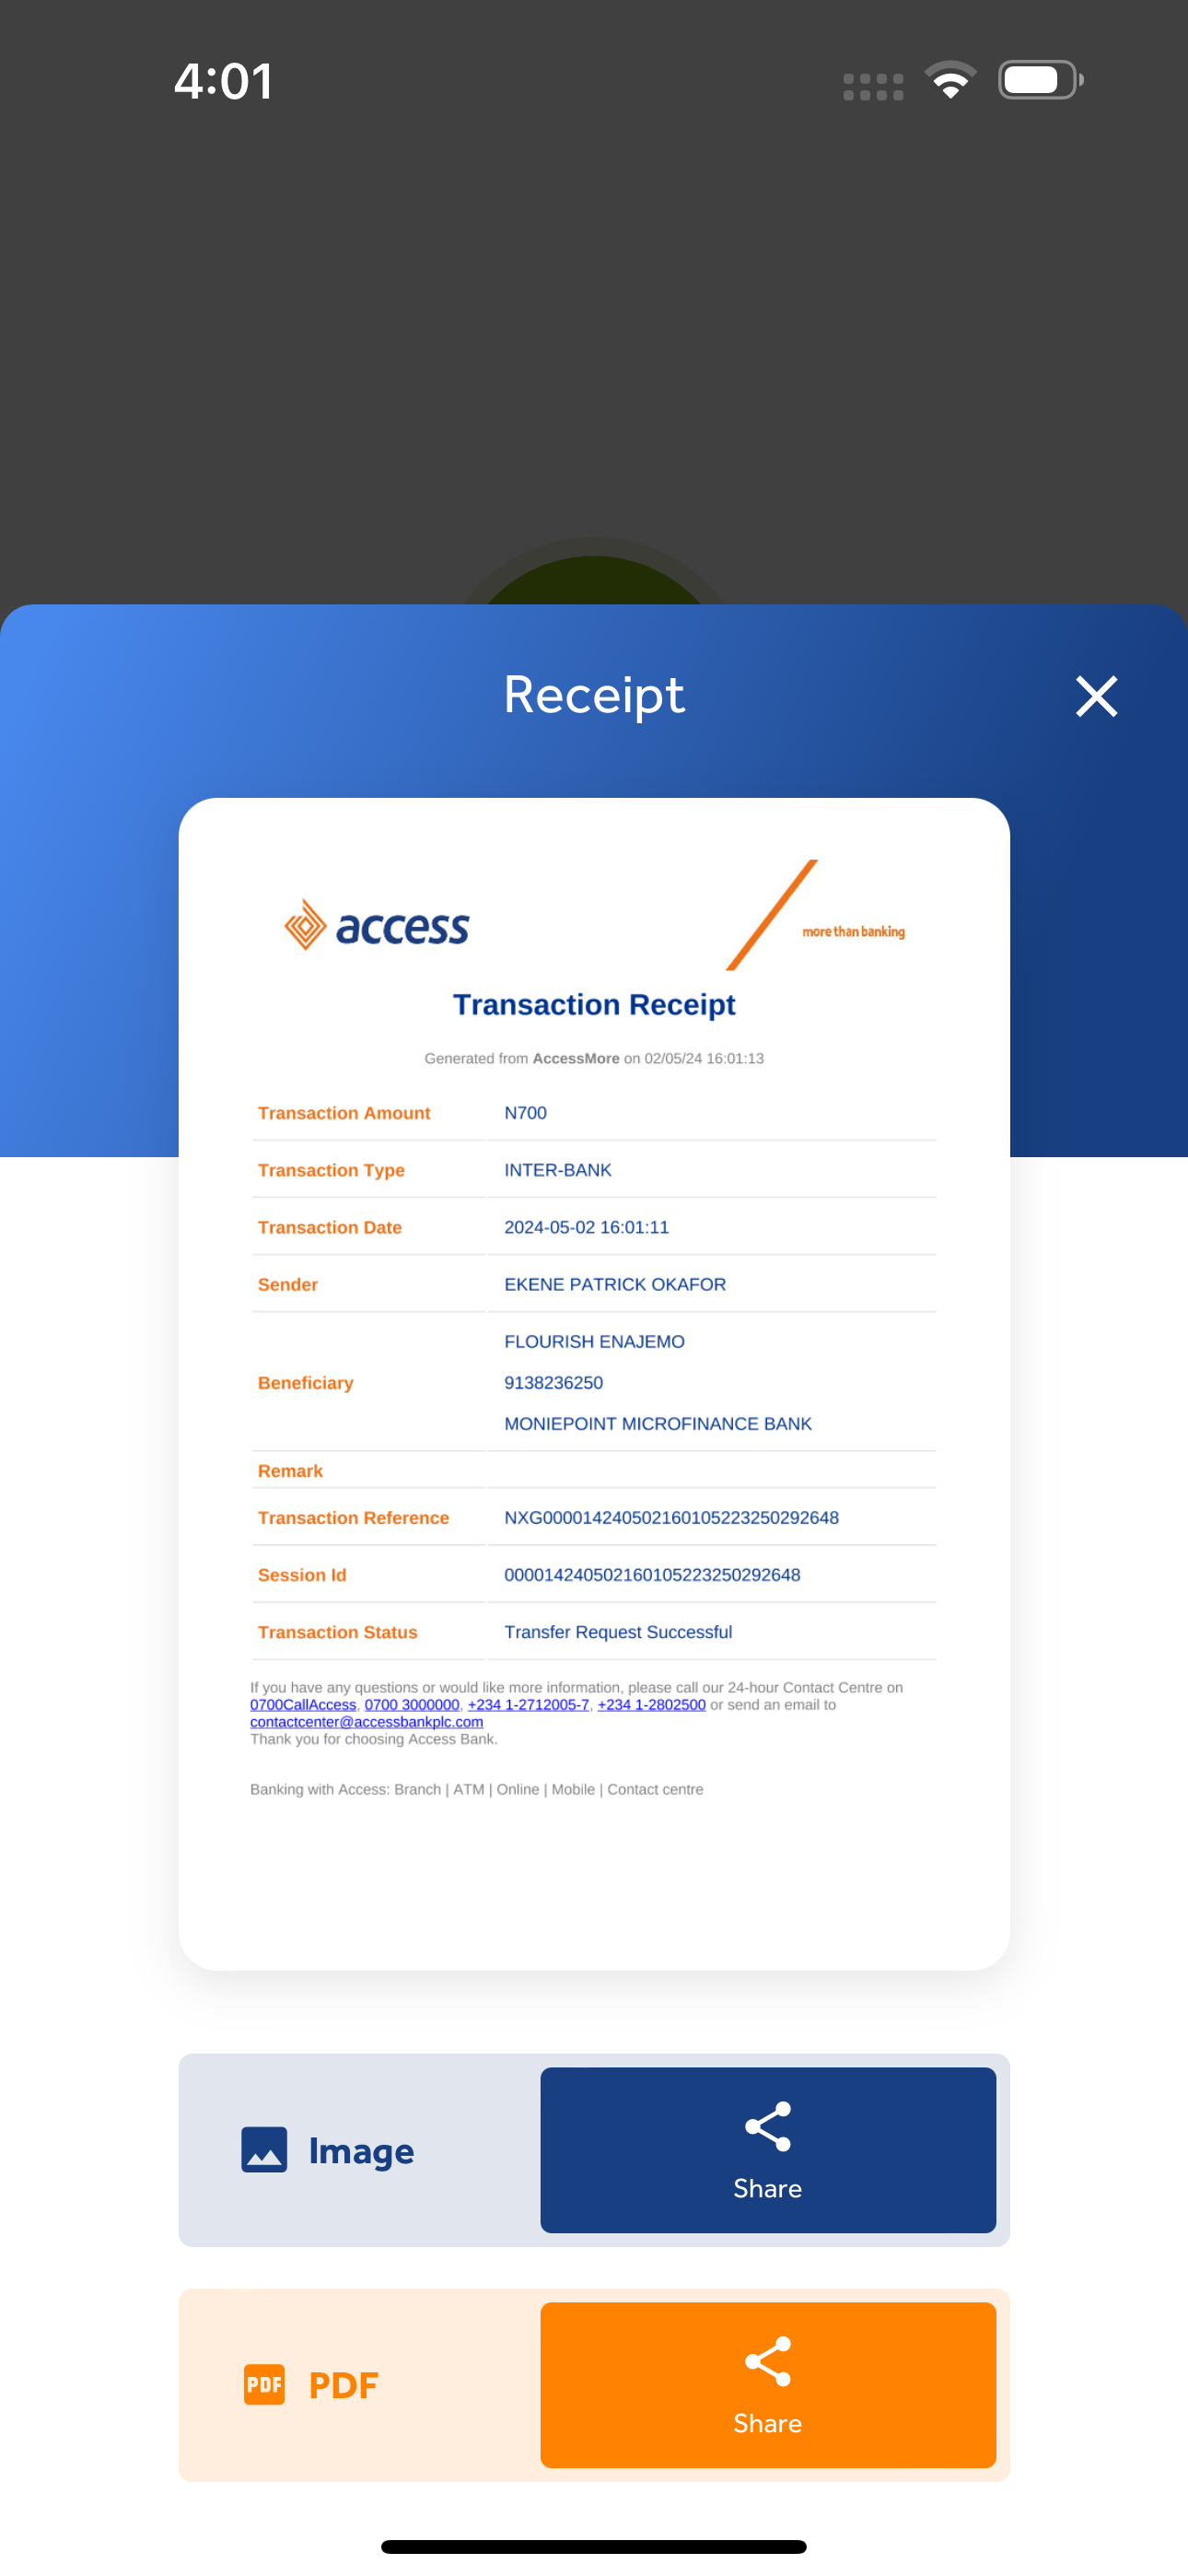 4:01
Receipt
access
more than banking
Transaction Receipt
Generated from AccessMore on 02/05/24 16:01:13
Transaction Amount N700
Transaction Type INTER-BANK
Transaction Date 2024-05-02 16:01:11
Sender EKENE PATRICK OKAFOR
FLOURISH ENAJEMO
Beneficiary 9138236250
MONIEPOINT MICROFINANCE BANK
Remark
Transaction Reference NXG000014240502160105223250292648
Session Id 000014240502160105223250292648
Transaction Status Transfer Request Successful
If you have any questions or would like more information, please call our 24-hour Contact Centre on
0700CallAccess, 0700 3000000, +234 1-2712005-7, +234 1-2802500 or send an email to
contactcenter@accessbankplc.com
Thank you for choosing Access Bank.
Banking with Access: Branch | ATM | Online | Mobile | Contact centre
Image
Share
PDF PDF
Share